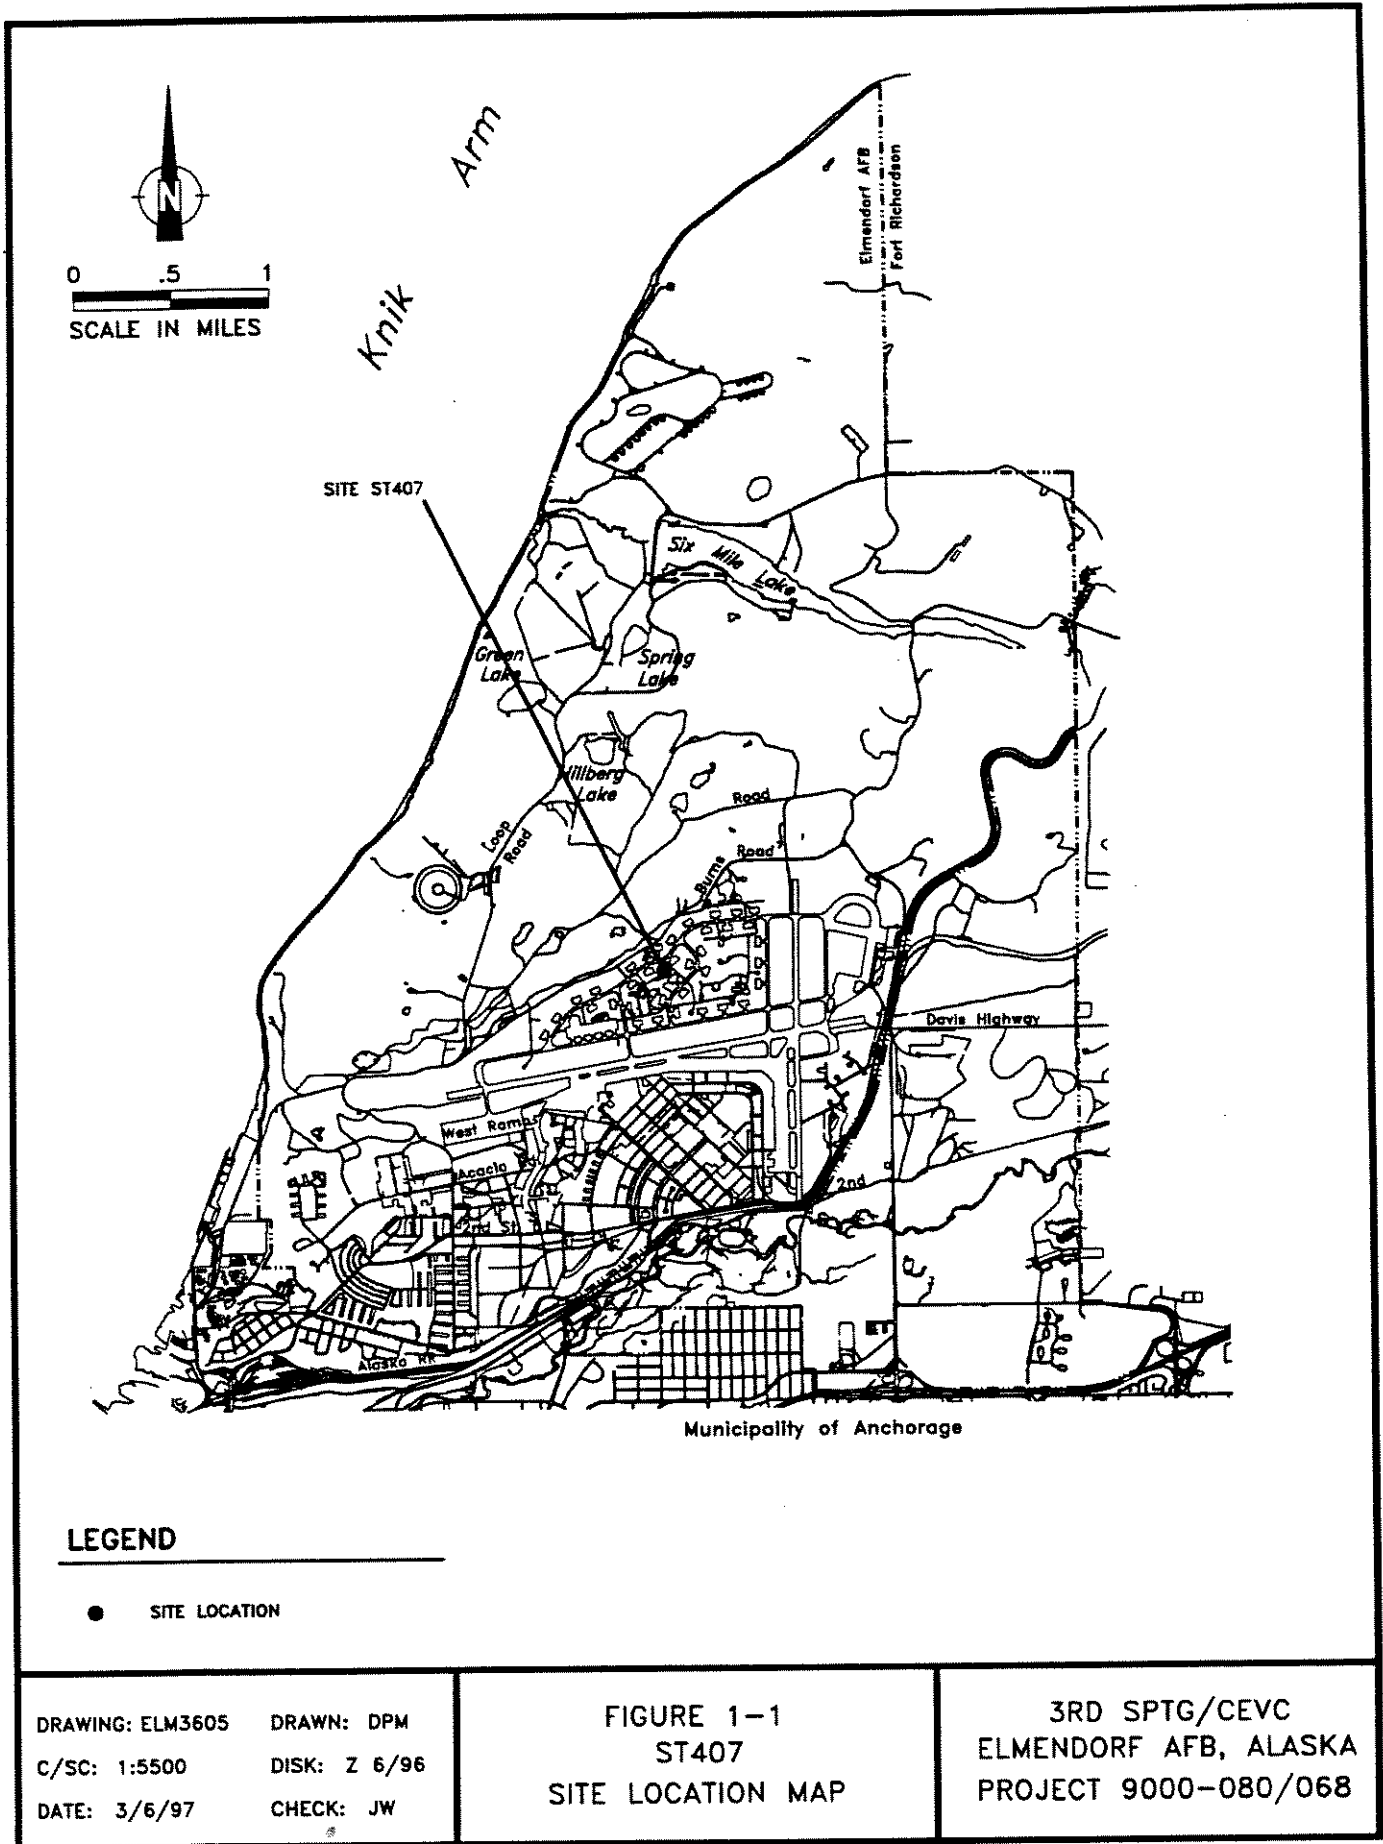 Knik Arm
N
0 .5 1
SCALE IN MILES
Elmendorf AFB
Fort Richardson
SITE ST407
Six Mile Lake
Green
Lake
Spring
Lake
Hillberg
Lake
Loop
Road
Road
Burns Road
Davis Highway
West Ramp
Acacia
2nd St
2nd
Alaska RR
Municipality of Anchorage
LEGEND
SITE LOCATION
DRAWING: ELM3605 DRAWN: DPM
C/SC: 1:5500 DISK: Z 6/96
DATE: 3/6/97 CHECK: JW
FIGURE 1-1
ST407
SITE LOCATION MAP
3RD SPTG/CEVC
ELMENDORF AFB, ALASKA
PROJECT 9000-080/068